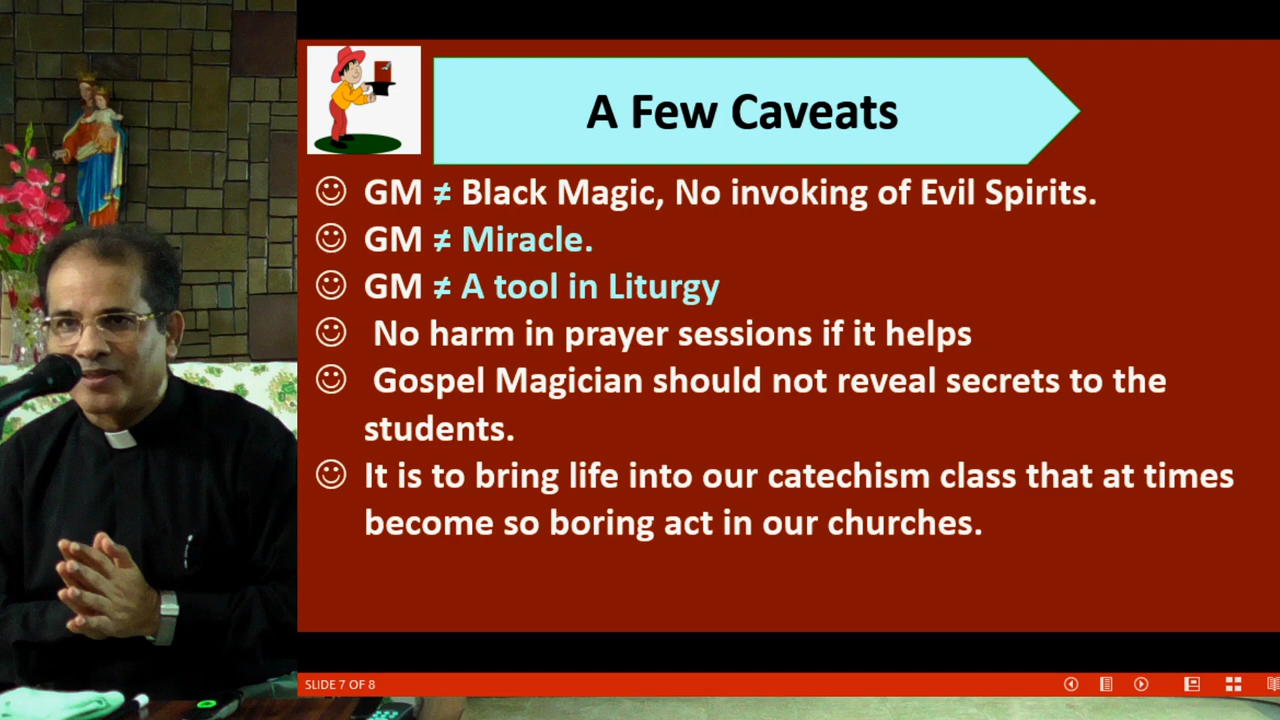 A Few Caveats
GM ≠ Black Magic, No invoking of Evil Spirits.
GM ≠ Miracle.
GM ≠ A tool in Liturgy
No harm in prayer sessions if it helps
Gospel Magician should not reveal secrets to the
students.
It is to bring life into our catechism class that at times
become so boring act in our churches.
SLIDE 7 OF 8